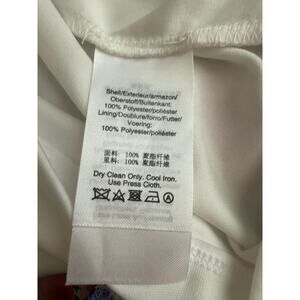 Shell/Exterieur/armazon/
Oberstoff/Buitenkant:
100% Polyester/poliéster
Lining/Doublure/forro/Futter/
Voering:
100% Polyester/poliéster
面料: 100% 聚酯纤维
里料: 100% 聚酯纤维
Dry Clean Only. Cool Iron.
Use Press Cloth.